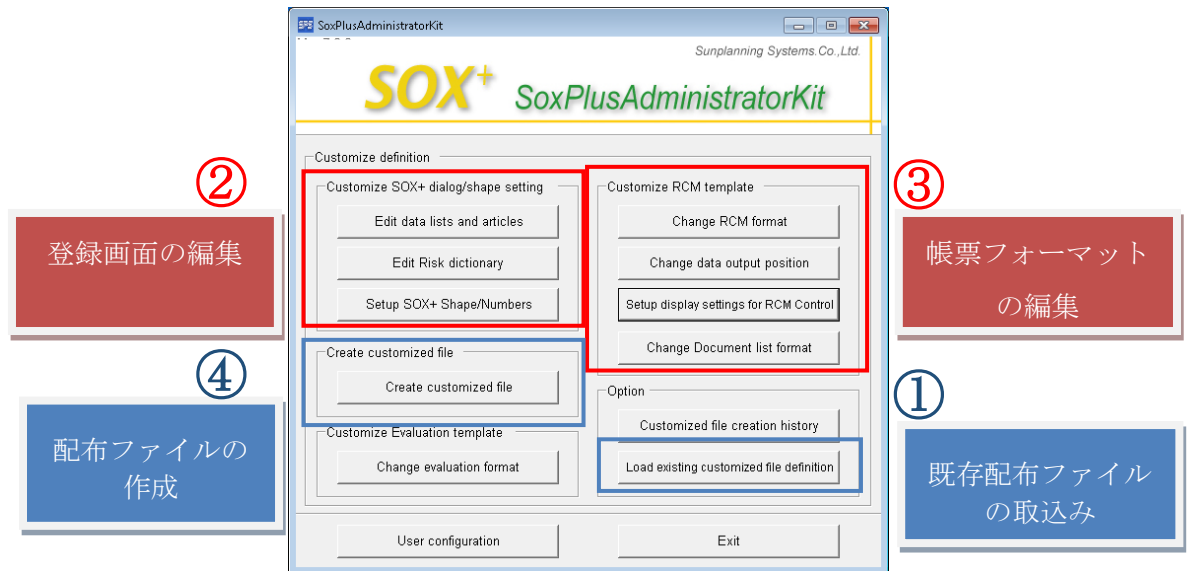 SoxPlusAdministratorKit
Sunplanning Systems.Co.,Ltd.
SOX+ SoxPlusAdministratorKit
Customize definition
②
登録画面の編集
Customize SOX+ dialog/shape setting
Edit data lists and articles
Edit Risk dictionary
Setup SOX+ Shape/Numbers
Customize RCM template
Change RCM format
Change data output position
Setup display settings for RCM Control
Change Document list format
③
帳票フォーマット
の編集
④
配布ファイルの
作成
Create customized file
Create customized file
Customize Evaluation template
Change evaluation format
Option
Customized file creation history
Load existing customized file definition
①
既存配布ファイル
の取込み
User configuration
Exit